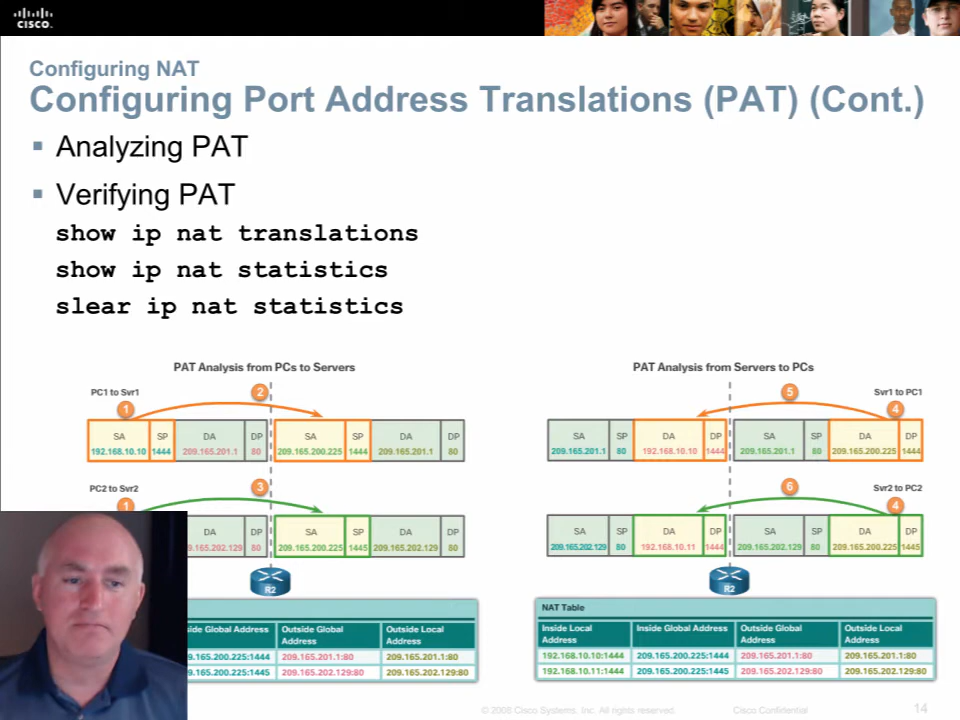 CISCO
Configuring NAT
Configuring Port Address Translations (PAT) (Cont.)
Analyzing PAT
Verifying PAT
show ip nat translations
show ip nat statistics
slear ip nat statistics
PAT Analysis from PCs to Servers
PC1 to Svr1
1
2
SA SP DA DP SA SP DA DP
192.168.10.10 1444 209.165.201.1 80 209.165.200.225 1444 209.165.201.1 80
PC2 to Svr2
1
3
DA DP SA SP DA DP
.165.202.129 80 209.165.200.225 1445 209.165.202.129 80
R2
side Global Address Outside Global Address Outside Local Address
9.165.200.225:1444 209.165.201.1:80 209.165.201.1:80
9.165.200.225:1445 209.165.202.129:80 209.165.202.129:80
PAT Analysis from Servers to PCs
5
Svr1 to PC1
4
SA SP DA DP SA SP DA DP
209.165.201.1 80 192.168.10.10 1444 209.165.201.1 80 209.165.200.225 1444
6
Svr2 to PC2
4
SA SP DA DP SA SP DA DP
209.165.202.129 80 192.168.10.11 1444 209.165.202.129 80 209.165.200.225 1445
R2
NAT Table
Inside Local Address Inside Global Address Outside Global Address Outside Local Address
192.168.10.10:1444 209.165.200.225:1444 209.165.201.1:80 209.165.201.1:80
192.168.10.11:1444 209.165.200.225:1445 209.165.202.129:80 209.165.202.129:80
© 2008 Cisco Systems, Inc. All rights reserved.
Cisco Confidential
14